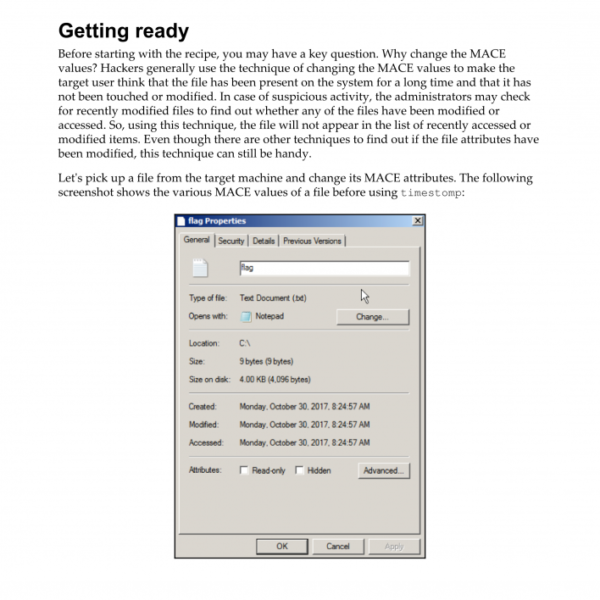 Getting ready
Before starting with the recipe, you may have a key question. Why change the MACE
values? Hackers generally use the technique of changing the MACE values to make the
target user think that the file has been present on the system for a long time and that it has
not been touched or modified. In case of suspicious activity, the administrators may check
for recently modified files to find out whether any of the files have been modified or
accessed. So, using this technique, the file will not appear in the list of recently accessed or
modified items. Even though there are other techniques to find out if the file attributes have
been modified, this technique can still be handy.
Let's pick up a file from the target machine and change its MACE attributes. The following
screenshot shows the various MACE values of a file before using timestomp:
flag Properties
General Security Details Previous Versions
flag
Type of file: Text Document (.txt)
Opens with: Notepad Change...
Location: C:\
Size: 9 bytes (9 bytes)
Size on disk: 4.00 KB (4,096 bytes)
Created: Monday, October 30, 2017, 8:24:57 AM
Modified: Monday, October 30, 2017, 8:24:57 AM
Accessed: Monday, October 30, 2017, 8:24:57 AM
Attributes: Read-only Hidden Advanced...
OK Cancel Apply